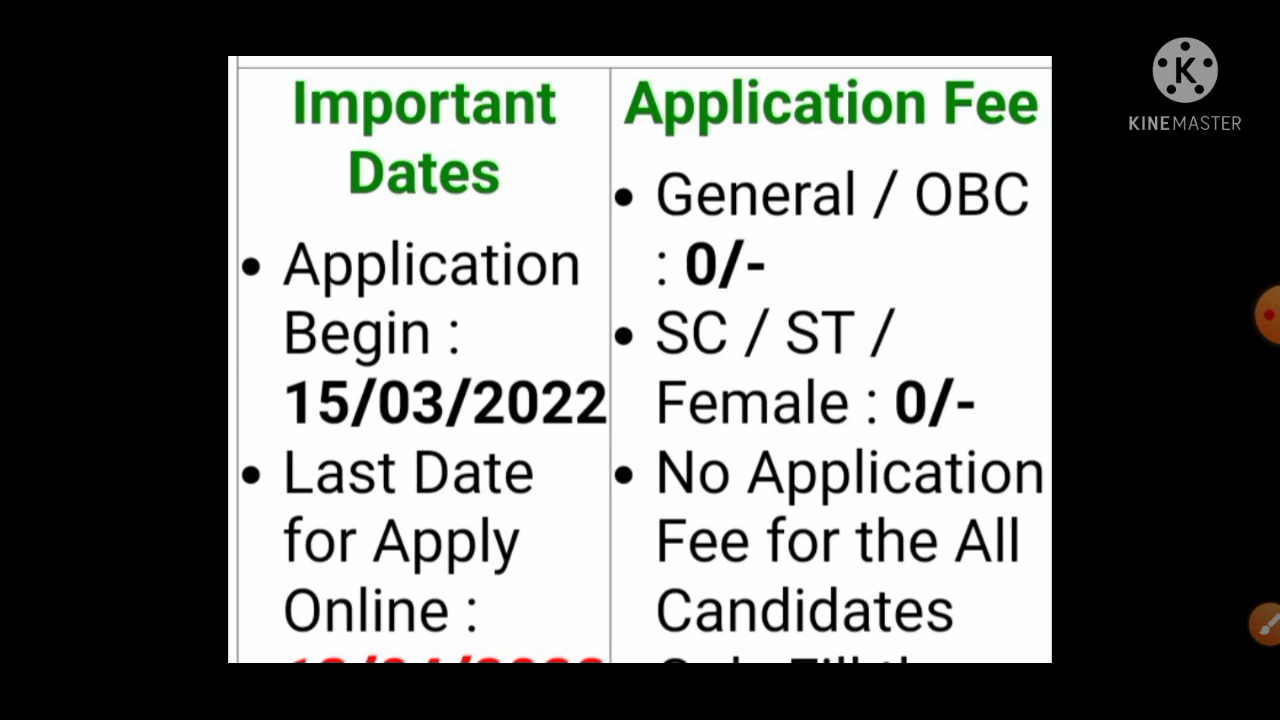 Important
Dates
• Application
Begin :
15/03/2022
• Last Date
for Apply
Online :
Application Fee
• General / OBC
: 0/-
• SC / ST /
Female : 0/-
• No Application
Fee for the All
Candidates
KINEMASTER